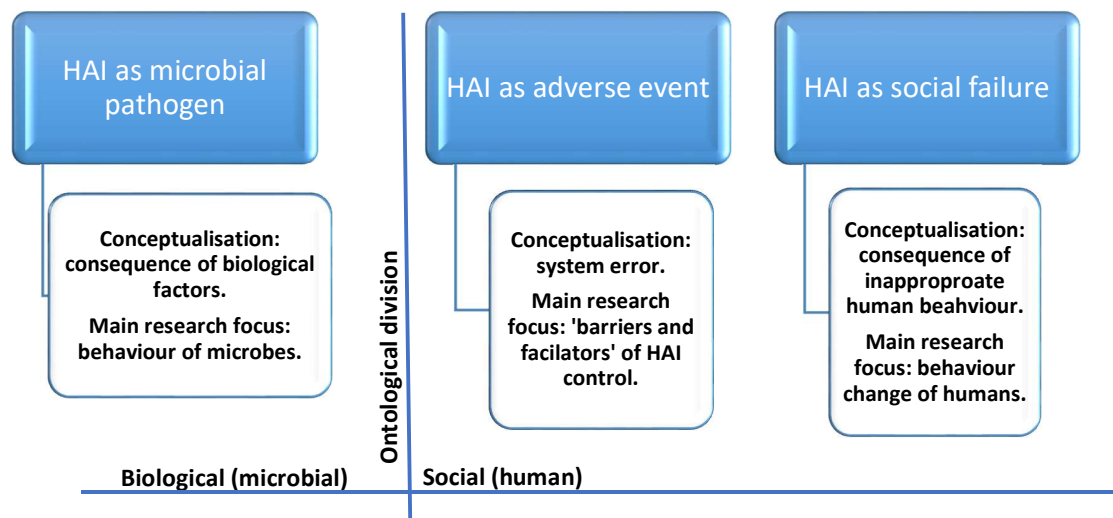 HAI as microbial
pathogen
Conceptualisation:
consequence of biological
factors.
Main research focus:
behaviour of microbes.
Ontological division
HAI as adverse event
Conceptualisation:
system error.
Main research
focus: 'barriers and
facilators' of HAI
control.
HAI as social failure
Conceptualisation:
consequence of
inapproproate
human beahviour.
Main research
focus: behaviour
change of humans.
Biological (microbial)
Social (human)